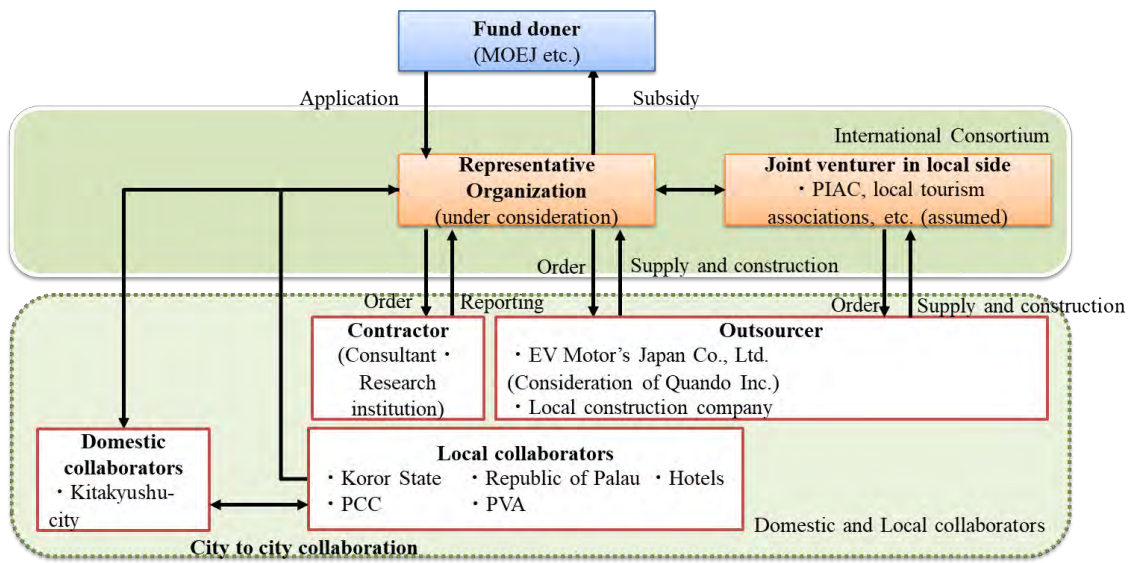 Fund doner
(MOEJ etc.)
Application
Subsidy
International Consortium
Representative
Organization
(under consideration)
Joint venturer in local side
・PIAC, local tourism
associations, etc. (assumed)
Order
Supply and construction
Order
Reporting
Order
Supply and construction
Contractor
(Consultant・
Research
institution)
Outsourcer
・EV Motor's Japan Co., Ltd.
(Consideration of Quando Inc.)
・Local construction company
Domestic
collaborators
・Kitakyushu-
city
Local collaborators
・Koror State ・Republic of Palau ・Hotels
・PCC ・PVA
Domestic and Local collaborators
City to city collaboration